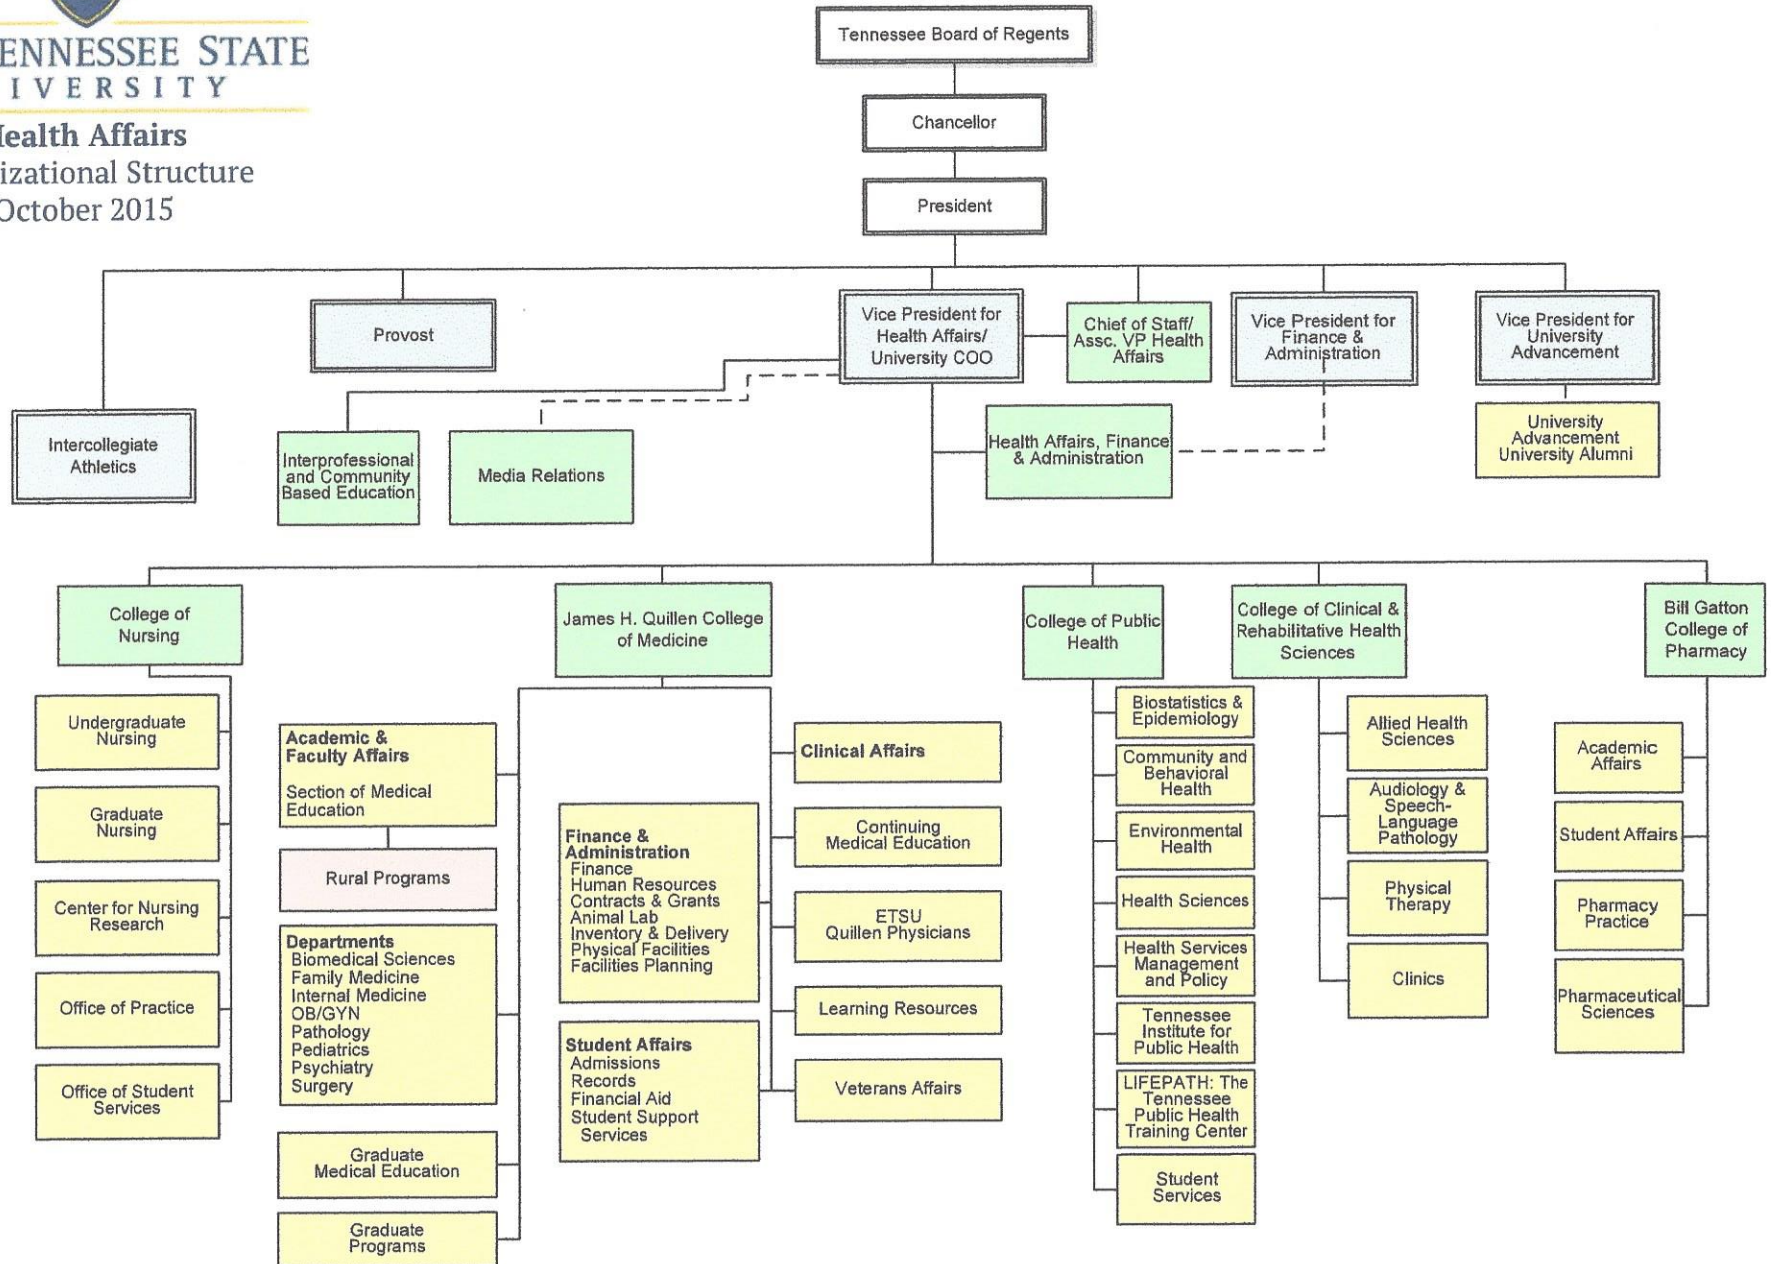 ENNESSEE STATE
IVERSITY
Health Affairs
izational Structure
October 2015
Tennessee Board of Regents
Chancellor
President
Provost
Vice President for
Health Affairs/
University COO
Chief of Staff/
Assc. VP Health
Affairs
Vice President for
Finance &
Administration
Vice President for
University
Advancement
Intercollegiate
Athletics
Interprofessional
and Community
Based Education
Media Relations
Health Affairs, Finance
& Administration
University
Advancement
University Alumni
College of
Nursing
Undergraduate
Nursing
Graduate
Nursing
Center for Nursing
Research
Office of Practice
Office of Student
Services
James H. Quillen College
of Medicine
Academic &
Faculty Affairs
Section of Medical
Education
Rural Programs
Departments
Biomedical Sciences
Family Medicine
Internal Medicine
OB/GYN
Pathology
Pediatrics
Psychiatry
Surgery
Graduate
Medical Education
Graduate
Programs
Finance &
Administration
Finance
Human Resources
Contracts & Grants
Animal Lab
Inventory & Delivery
Physical Facilities
Facilities Planning
Student Affairs
Admissions
Records
Financial Aid
Student Support
Services
Clinical Affairs
Continuing
Medical Education
ETSU
Quillen Physicians
Learning Resources
Veterans Affairs
College of Public
Health
Biostatistics &
Epidemiology
Community and
Behavioral
Health
Environmental
Health
Health Sciences
Health Services
Management
and Policy
Tennessee
Institute for
Public Health
LIFEPATH: The
Tennessee
Public Health
Training Center
Student
Services
College of Clinical &
Rehabilitative Health
Sciences
Allied Health
Sciences
Audiology &
Speech-
Language
Pathology
Physical
Therapy
Clinics
Bill Gatton
College of
Pharmacy
Academic
Affairs
Student Affairs
Pharmacy
Practice
Pharmaceutical
Sciences